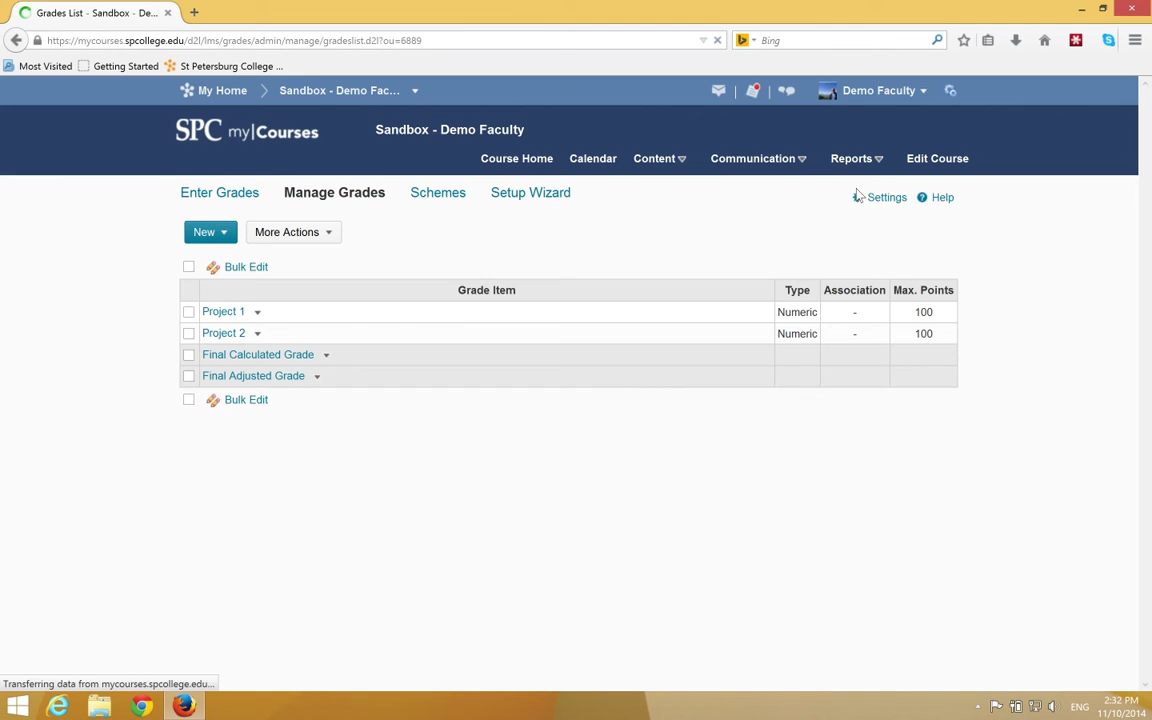 Grades List - Sandbox - De...
https://mycourses.spcollege.edu/d2l/lms/grades/admin/manage/gradeslist.d2l?ou=6889
Bing
Most Visited
Getting Started
St Petersburg College ...
My Home
Sandbox - Demo Fac...
Demo Faculty
SPC my|Courses
Sandbox - Demo Faculty
Course Home
Calendar
Content
Communication
Reports
Edit Course
Enter Grades
Manage Grades
Schemes
Setup Wizard
Settings
Help
New
More Actions
Bulk Edit
Grade Item Type Association Max. Points
Project 1 Numeric - 100
Project 2 Numeric - 100
Final Calculated Grade
Final Adjusted Grade
Bulk Edit
Transferring data from mycourses.spcollege.edu...
ENG
2:32 PM
11/10/2014